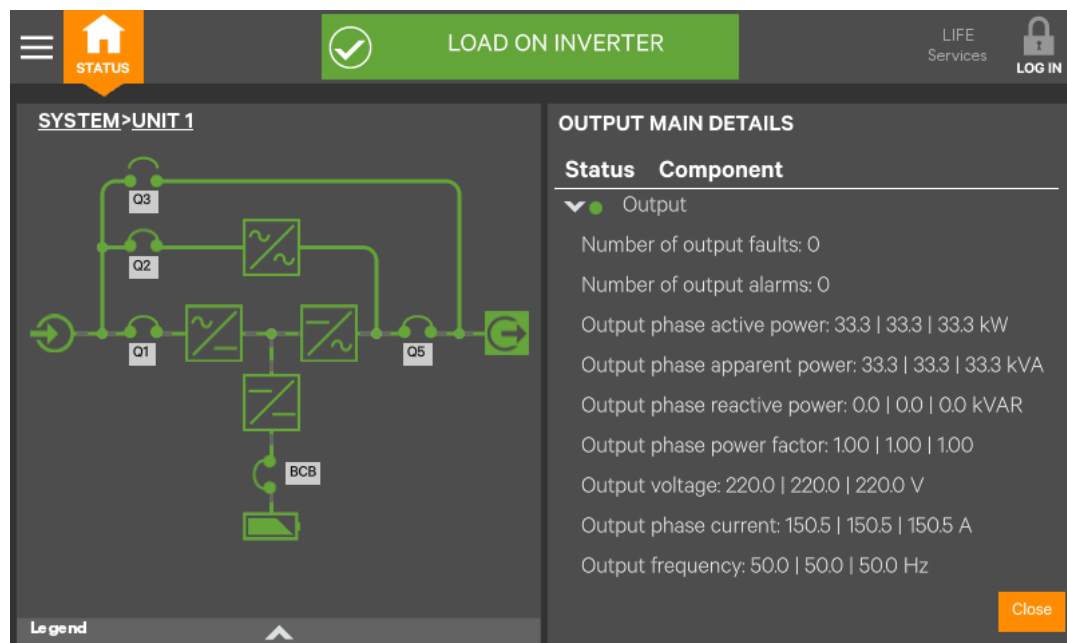 STATUS
LOAD ON INVERTER
LIFE
Services
LOG IN
SYSTEM>UNIT 1
Q3
Q2
Q1
Q5
BCB
Legend
OUTPUT MAIN DETAILS
Status Component
Output
Number of output faults: 0
Number of output alarms: 0
Output phase active power: 33.3 | 33.3 | 33.3 kW
Output phase apparent power: 33.3 | 33.3 | 33.3 kVA
Output phase reactive power: 0.0 | 0.0 | 0.0 kVAR
Output phase power factor: 1.00 | 1.00 | 1.00
Output voltage: 220.0 | 220.0 | 220.0 V
Output phase current: 150.5 | 150.5 | 150.5 A
Output frequency: 50.0 | 50.0 | 50.0 Hz
Close